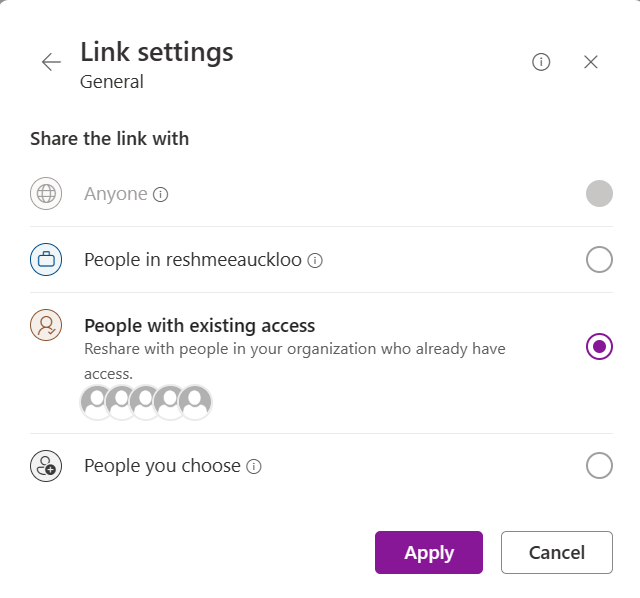 Link settings
General
Share the link with
Anyone
People in reshmeeauckloo
People with existing access
Reshare with people in your organization who already have
access.
People you choose
Apply
Cancel